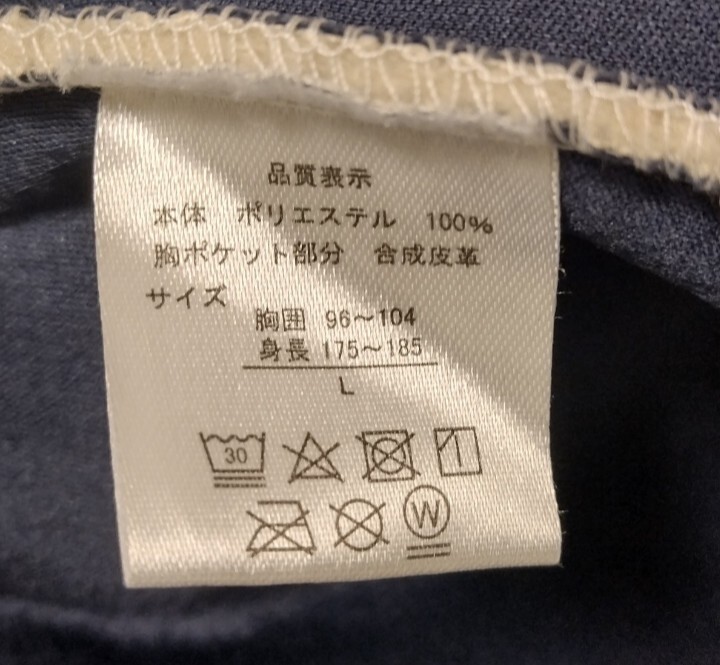 品質表示
本体 ポリエステル 100%
胸ポケット部分 合成皮革
サイズ
胸囲 96～104
身長 175～185
L
30
W